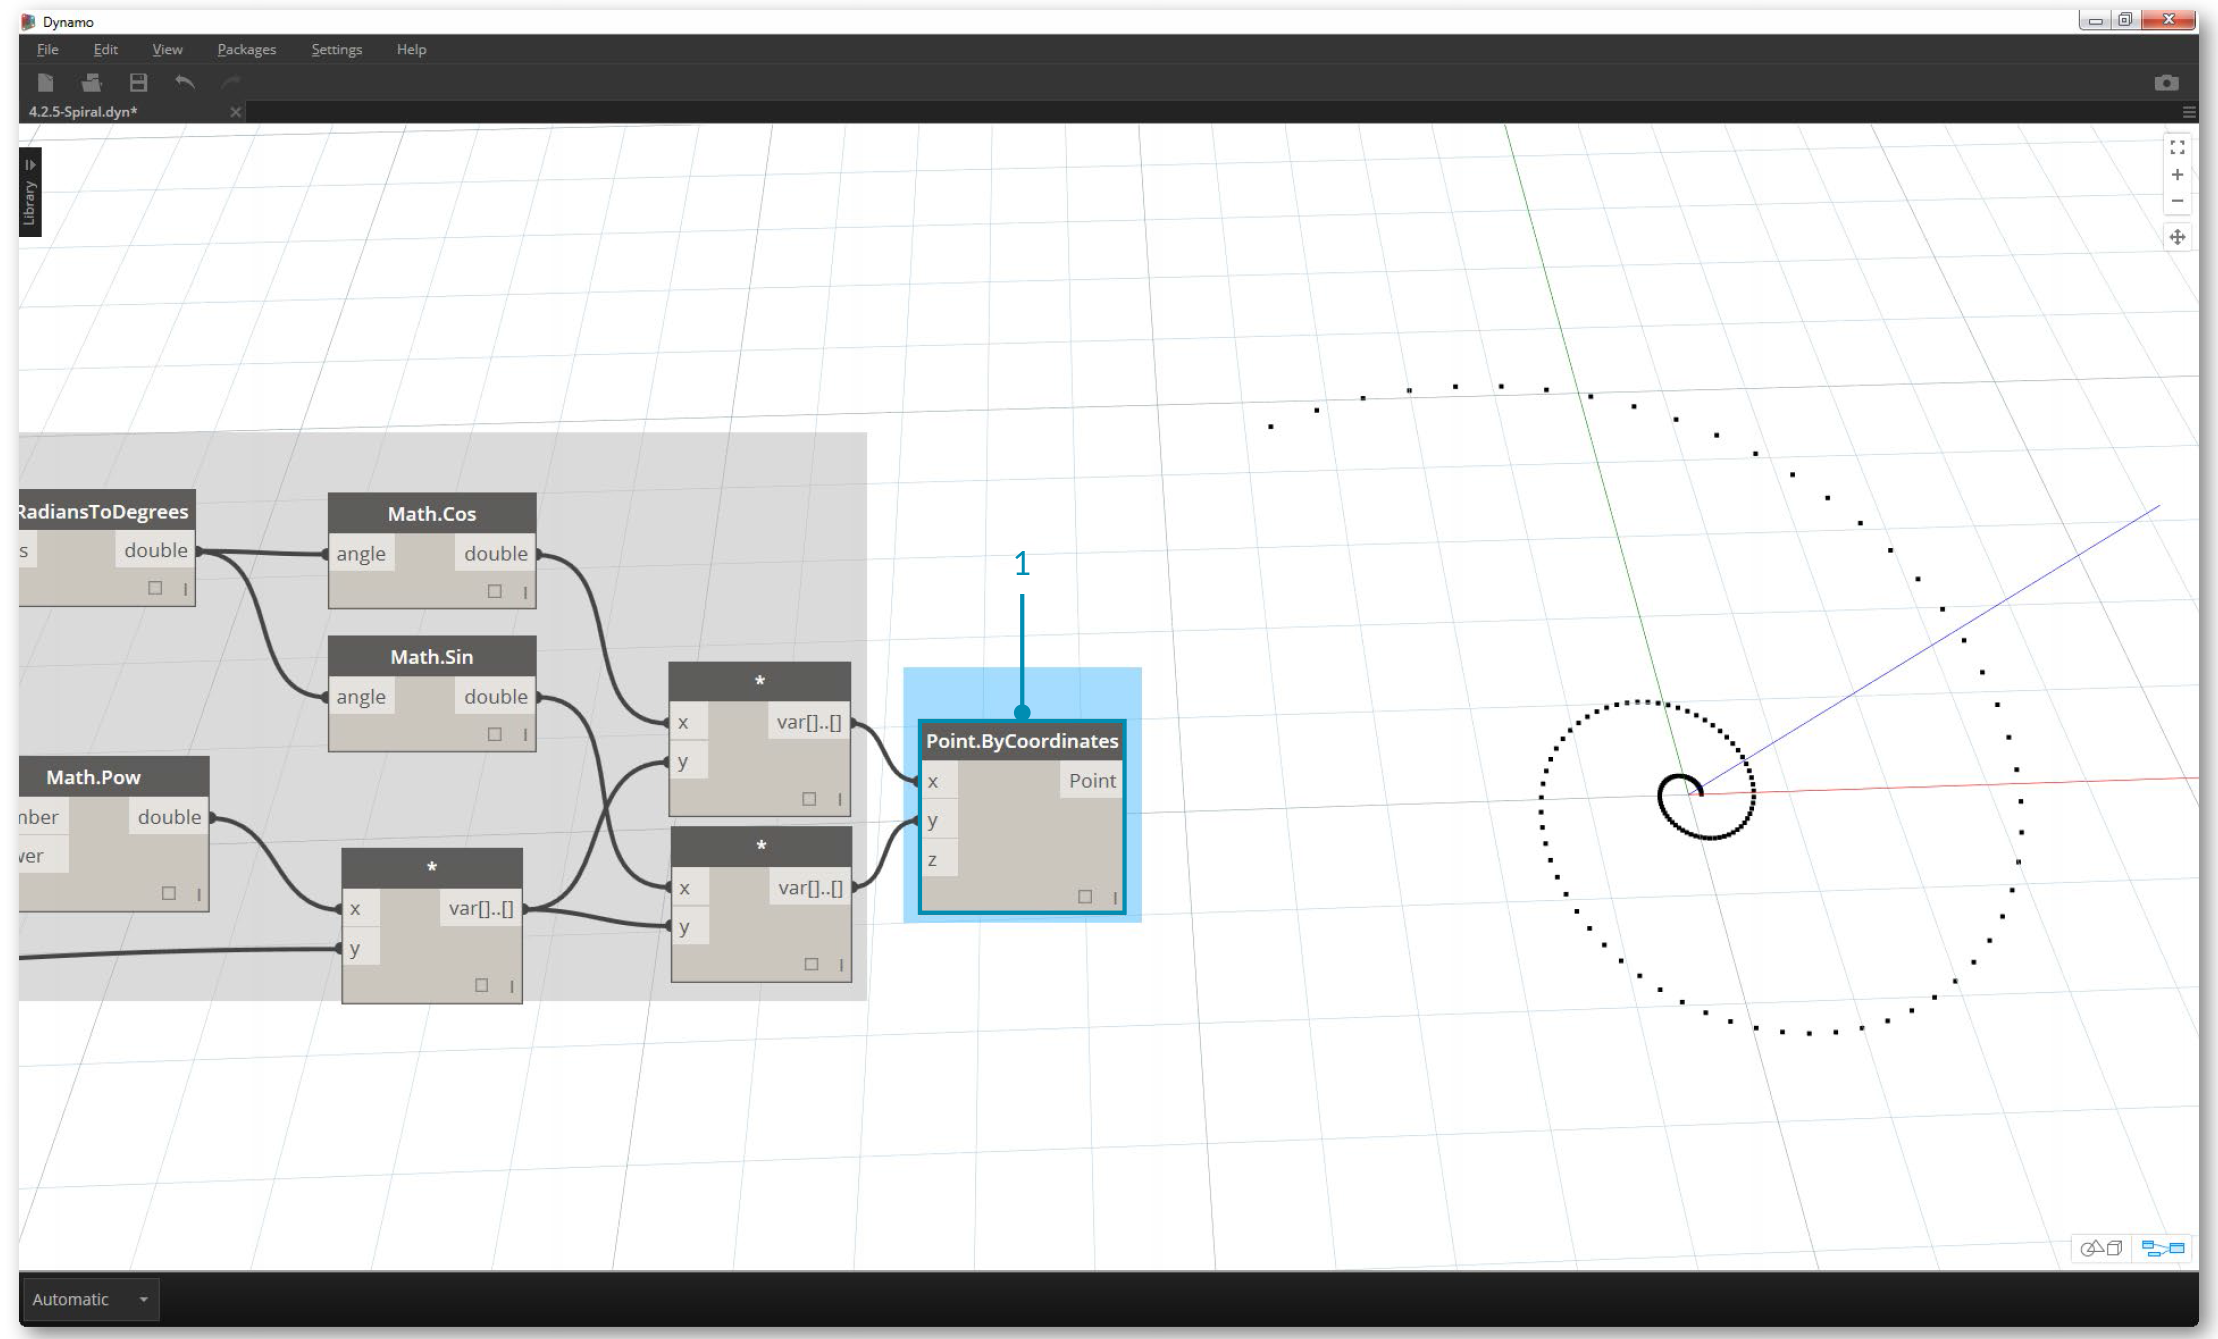 Dynamo
File Edit View Packages Settings Help
4.2.5-Spiral.dyn*
Library
RadiansToDegrees
s double
Math.Cos
angle double
Math.Sin
angle double
Math.Pow
nber double
wer
*
x var[]..[]
y
*
x var[]..[]
y
*
x var[]..[]
y
1
Point.ByCoordinates
x Point
y
z
Automatic